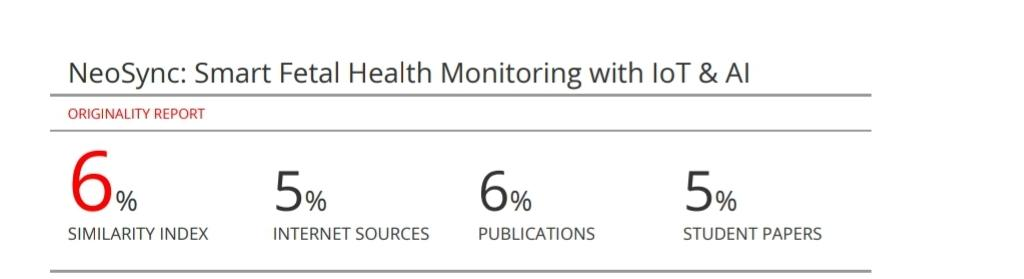 NeoSync: Smart Fetal Health Monitoring with IoT & AI
ORIGINALITY REPORT
6% 5% 6% 5%
SIMILARITY INDEX INTERNET SOURCES PUBLICATIONS STUDENT PAPERS